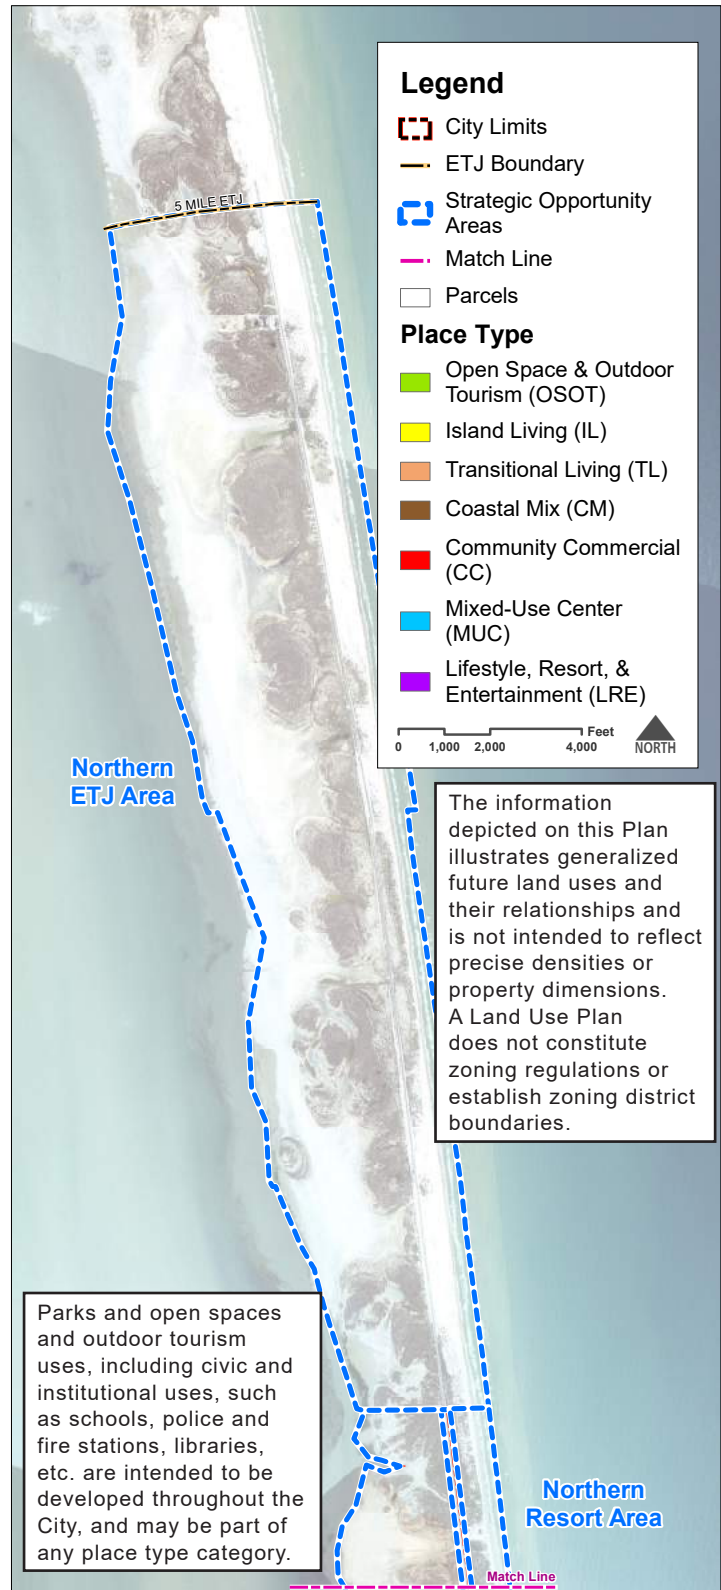 5 MILE ETJ
Legend
City Limits
ETJ Boundary
Strategic Opportunity
Areas
Match Line
Parcels
Place Type
Open Space & Outdoor
Tourism (OSOT)
Island Living (IL)
Transitional Living (TL)
Coastal Mix (CM)
Community Commercial
(CC)
Mixed-Use Center
(MUC)
Lifestyle, Resort, &
Entertainment (LRE)
Feet
0 1,000 2,000 4,000
NORTH
Northern
ETJ Area
The information
depicted on this Plan
illustrates generalized
future land uses and
their relationships and
is not intended to reflect
precise densities or
property dimensions.
A Land Use Plan
does not constitute
zoning regulations or
establish zoning district
boundaries.
Parks and open spaces
and outdoor tourism
uses, including civic and
institutional uses, such
as schools, police and
fire stations, libraries,
etc. are intended to be
developed throughout the
City, and may be part of
any place type category.
Northern
Resort Area
Match Line